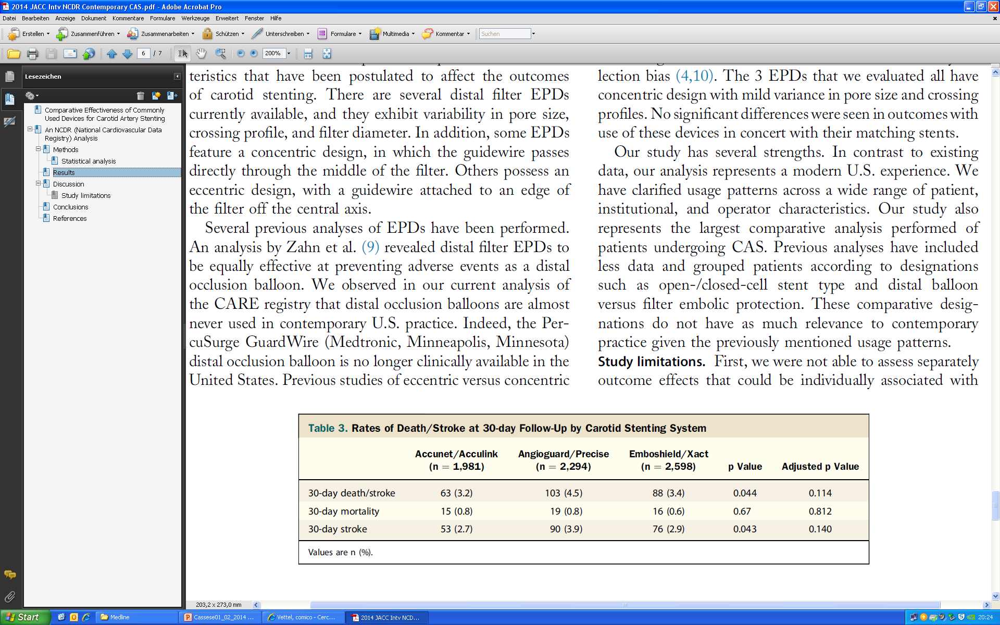 2014 JACC Intv NCDR Contemporary CAS.pdf - Adobe Acrobat Pro
Datei Bearbeiten Anzeige Dokument Kommentare Formulare Werkzeuge Erweitert Fenster Hilfe
Erstellen Zusammenführen Zusammenarbeiten Schützen Unterschreiben Formulare Multimedia Kommentar Suchen
6 / 7 200%
Lesezeichen
Comparative Effectiveness of Commonly
Used Devices for Carotid Artery Stenting
An NCDR (National Cardiovascular Data
Registry) Analysis
Methods
Statistical analysis
Results
Discussion
Study limitations
Conclusions
References
teristics that have been postulated to affect the outcomes
of carotid stenting. There are several distal filter EPDs
currently available, and they exhibit variability in pore size,
crossing profile, and filter diameter. In addition, some EPDs
feature a concentric design, in which the guidewire passes
directly through the middle of the filter. Others possess an
eccentric design, with a guidewire attached to an edge of
the filter off the central axis.
Several previous analyses of EPDs have been performed.
An analysis by Zahn et al. (9) revealed distal filter EPDs to
be equally effective at preventing adverse events as a distal
occlusion balloon. We observed in our current analysis of
the CARE registry that distal occlusion balloons are almost
never used in contemporary U.S. practice. Indeed, the Per-
cuSurge GuardWire (Medtronic, Minneapolis, Minnesota)
distal occlusion balloon is no longer clinically available in the
United States. Previous studies of eccentric versus concentric
lection bias (4,10). The 3 EPDs that we evaluated all have
concentric design with mild variance in pore size and crossing
profiles. No significant differences were seen in outcomes with
use of these devices in concert with their matching stents.
Our study has several strengths. In contrast to existing
data, our analysis represents a modern U.S. experience. We
have clarified usage patterns across a wide range of patient,
institutional, and operator characteristics. Our study also
represents the largest comparative analysis performed of
patients undergoing CAS. Previous analyses have included
less data and grouped patients according to designations
such as open-/closed-cell stent type and distal balloon
versus filter embolic protection. These comparative desig-
nations do not have as much relevance to contemporary
practice given the previously mentioned usage patterns.
Study limitations. First, we were not able to assess separately
outcome effects that could be individually associated with
Table 3. Rates of Death/Stroke at 30-day Follow-Up by Carotid Stenting System
Accunet/Acculink Angioguard/Precise Emboshield/Xact
(n = 1,981) (n = 2,294) (n = 2,598) p Value Adjusted p Value
30-day death/stroke 63 (3.2) 103 (4.5) 88 (3.4) 0.044 0.114
30-day mortality 15 (0.8) 19 (0.8) 16 (0.6) 0.67 0.812
30-day stroke 53 (2.7) 90 (3.9) 76 (2.9) 0.043 0.140
Values are n (%).
203,2 x 273,0 mm
Start Medline Cassese01_02_2014 ... Vettel, comico - Cerc... 2014 JACC Intv NCD... 20:24